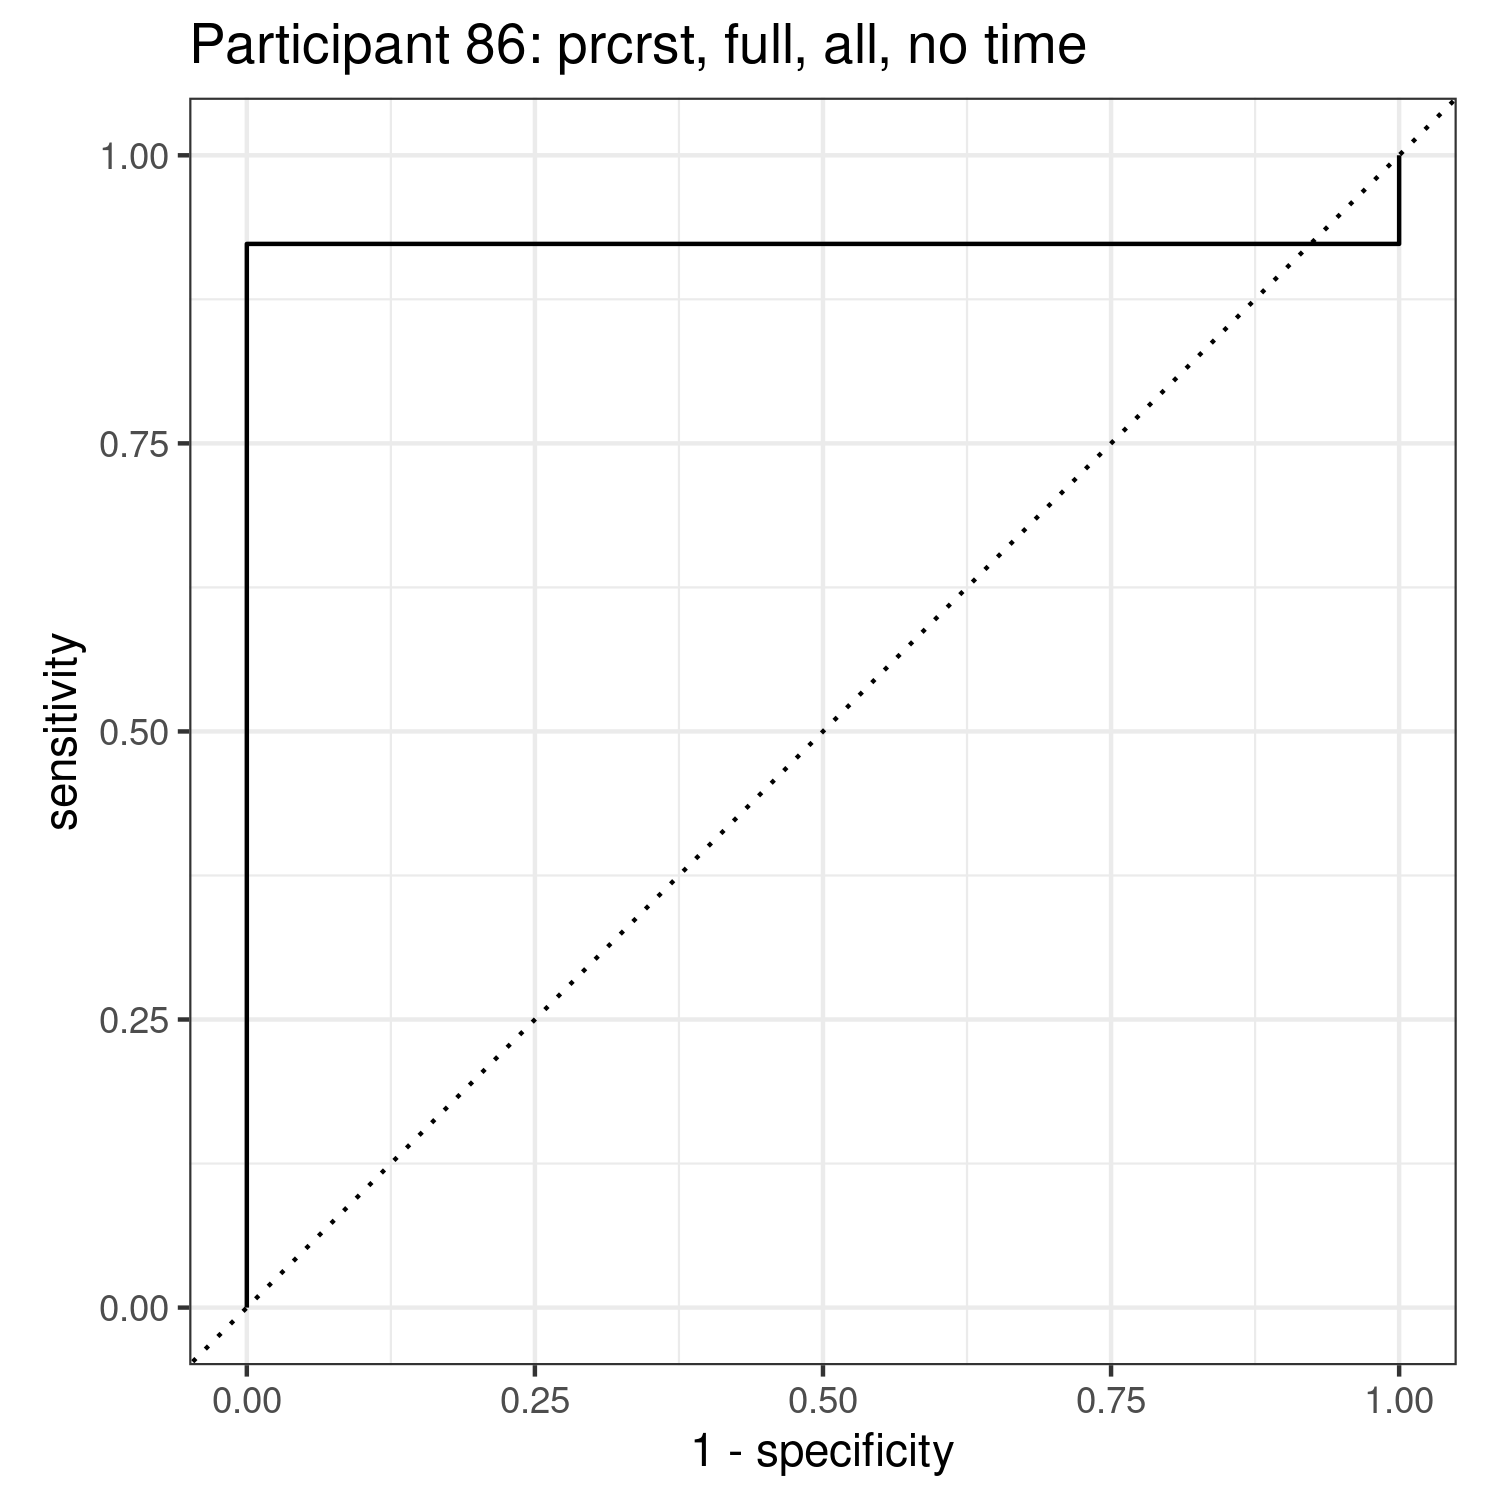 Participant 86: prcrst, full, all, no time
1.00
0.75
0.50
0.25
0.00
sensitivity
0.00 0.25 0.50 0.75 1.00
1 - specificity